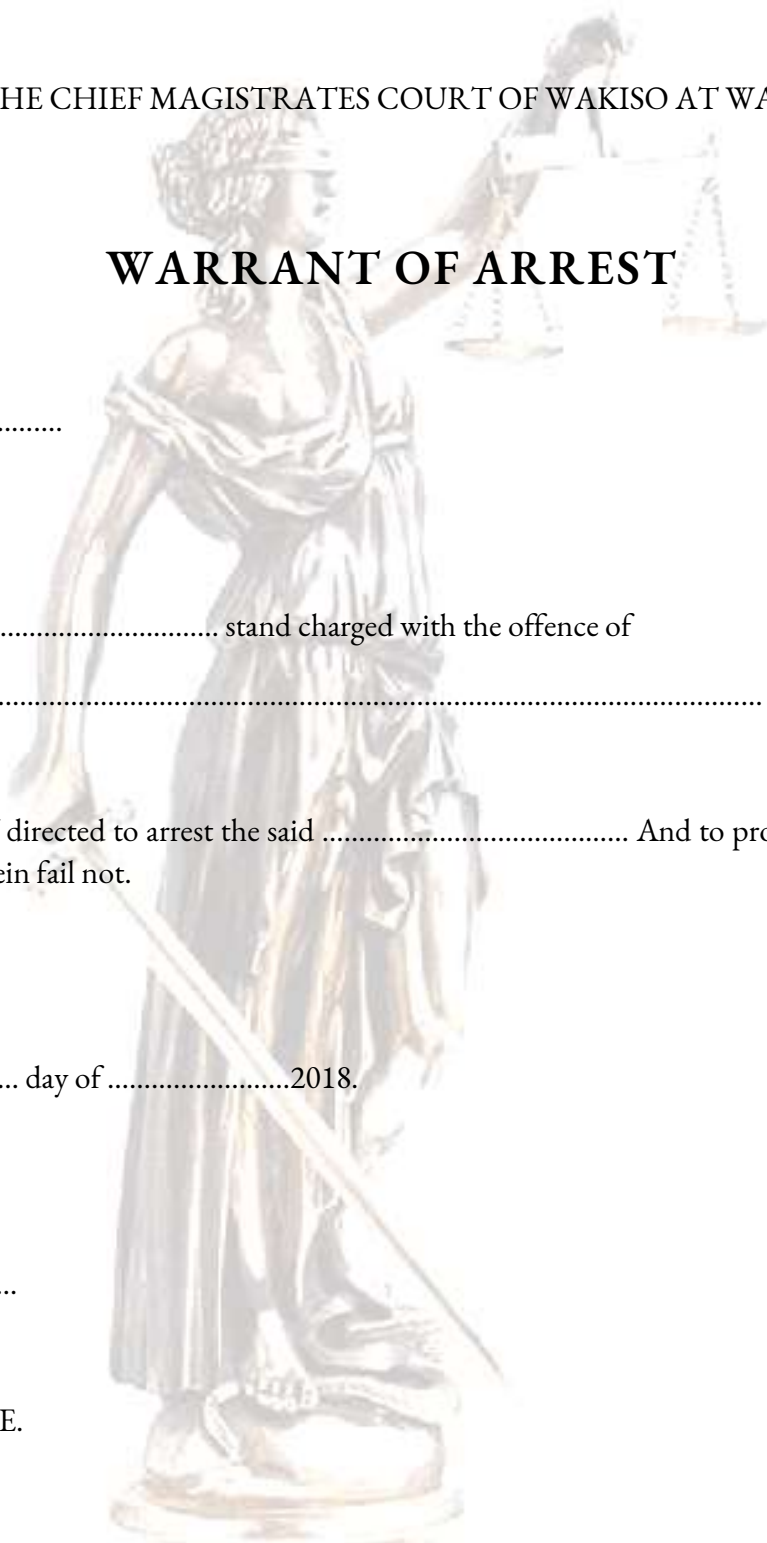 HE CHIEF MAGISTRATES COURT OF WAKISO AT WA
WARRANT OF ARREST
.........
.............................. stand charged with the offence of
.........................................................................................................
directed to arrest the said ......................................... And to pro
ein fail not.
... day of .........................2018.
...
E.